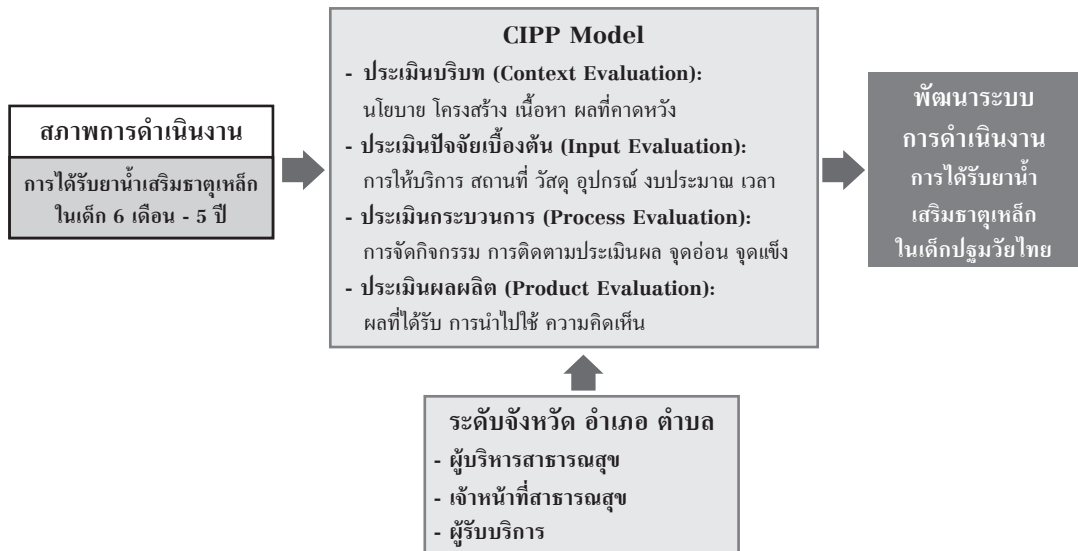 สภาพการดำเนินงาน
การได้รับยาน้ำเสริมธาตุเหล็ก
ในเด็ก 6 เดือน - 5 ปี
CIPP Model
- ประเมินบริบท (Context Evaluation):
นโยบาย โครงสร้าง เนื้อหา ผลที่คาดหวัง
- ประเมินปัจจัยเบื้องต้น (Input Evaluation):
การให้บริการ สถานที่ วัสดุ อุปกรณ์ งบประมาณ เวลา
- ประเมินกระบวนการ (Process Evaluation):
การจัดกิจกรรม การติดตามประเมินผล จุดอ่อน จุดแข็ง
- ประเมินผลผลิต (Product Evaluation):
ผลที่ได้รับ การนำไปใช้ ความคิดเห็น
พัฒนาระบบ
การดำเนินงาน
การได้รับยาน้ำ
เสริมธาตุเหล็ก
ในเด็กปฐมวัยไทย
ระดับจังหวัด อำเภอ ตำบล
- ผู้บริหารสาธารณสุข
- เจ้าหน้าที่สาธารณสุข
- ผู้รับบริการ